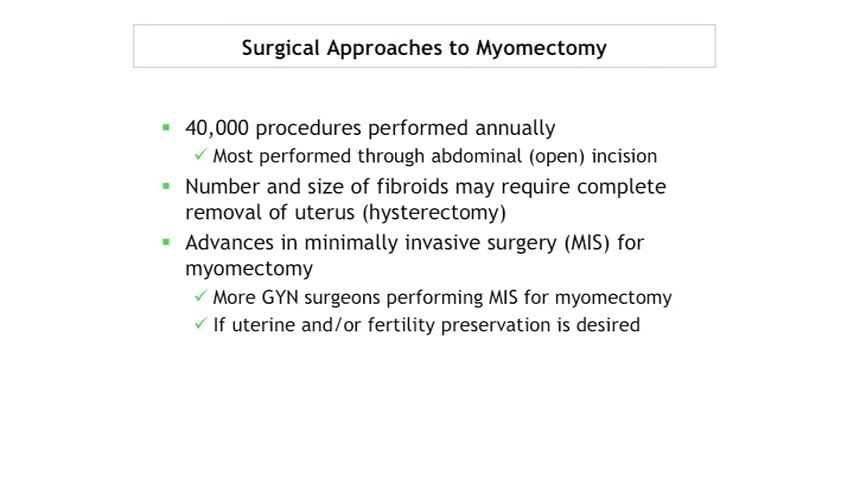 Surgical Approaches to Myomectomy
▪ 40,000 procedures performed annually
✓ Most performed through abdominal (open) incision
▪ Number and size of fibroids may require complete
removal of uterus (hysterectomy)
▪ Advances in minimally invasive surgery (MIS) for
myomectomy
✓ More GYN surgeons performing MIS for myomectomy
✓ If uterine and/or fertility preservation is desired